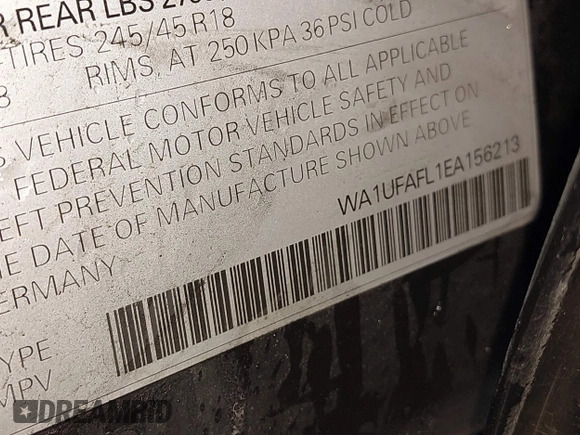 R REAR LBS
TIRES 245/45 R18
RIMS, AT 250 KPA 36 PSI COLD
S VEHICLE CONFORMS TO ALL APPLICABLE
FEDERAL MOTOR VEHICLE SAFETY AND
EFT PREVENTION STANDARDS IN EFFECT ON
HE DATE OF MANUFACTURE SHOWN ABOVE
WA1UFAFL1EA156213
ERMANY
YPE
MPV
DREAMBID